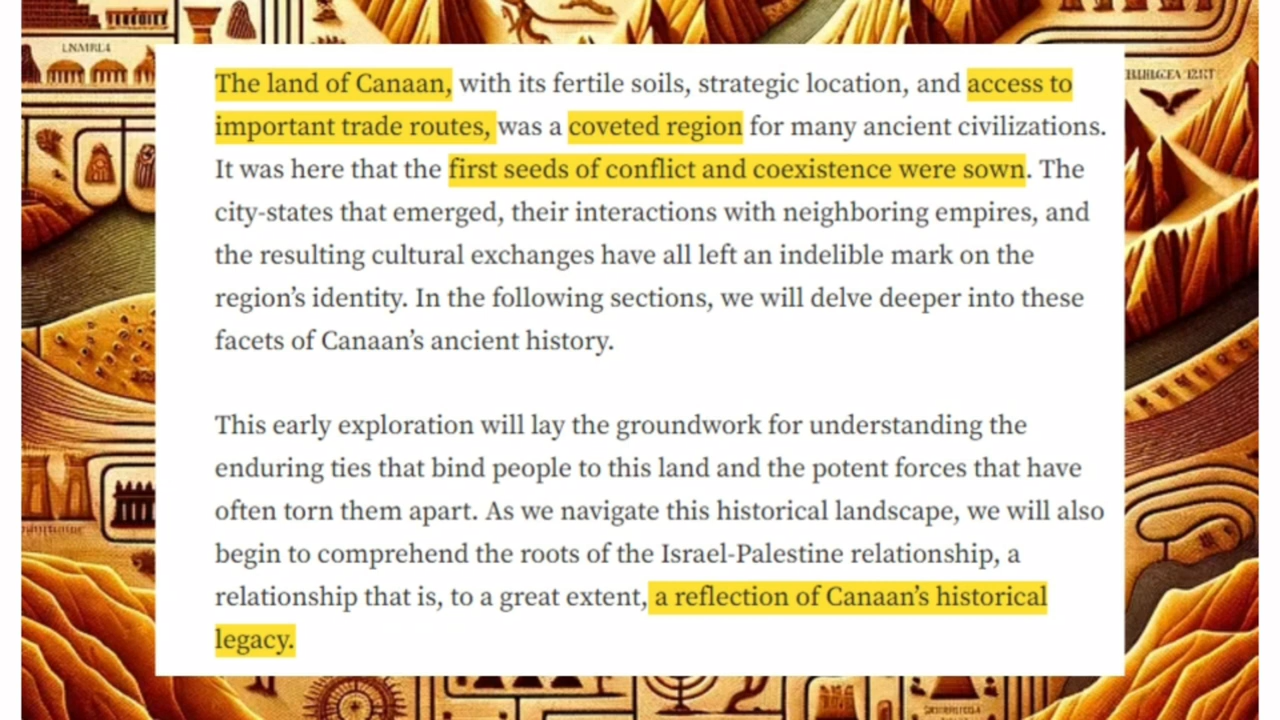 The land of Canaan, with its fertile soils, strategic location, and access to
important trade routes, was a coveted region for many ancient civilizations.
It was here that the first seeds of conflict and coexistence were sown. The
city-states that emerged, their interactions with neighboring empires, and
the resulting cultural exchanges have all left an indelible mark on the
region’s identity. In the following sections, we will delve deeper into these
facets of Canaan’s ancient history.
This early exploration will lay the groundwork for understanding the
enduring ties that bind people to this land and the potent forces that have
often torn them apart. As we navigate this historical landscape, we will also
begin to comprehend the roots of the Israel-Palestine relationship, a
relationship that is, to a great extent, a reflection of Canaan’s historical
legacy.